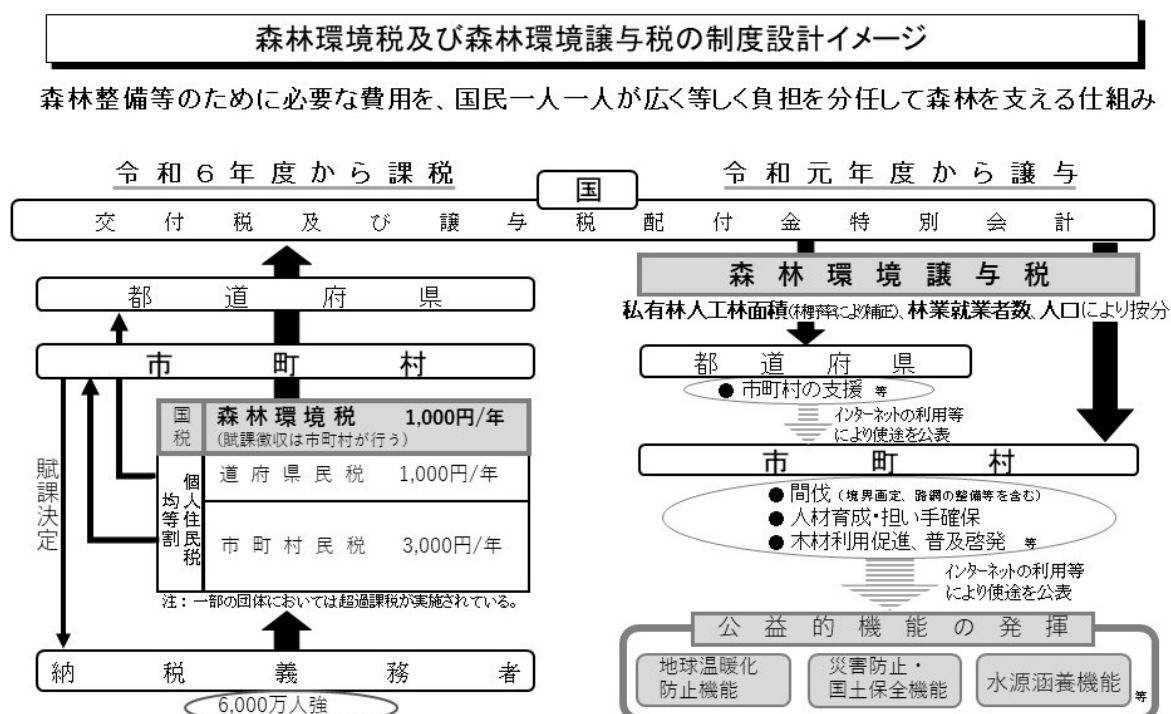 森林環境税及び森林環境譲与税の制度設計イメージ
森林整備等のために必要な費用を、国民一人一人が広く等しく負担を分任して森林を支える仕組み
令和6年度から課税
国
令和元年度から譲与
交付税及び譲与税配付金特別会計
都道府県
市町村
賦課決定
国税
森林環境税 1,000円/年
(賦課徴収は市町村が行う)
個人住民税
均等割
道府県民税 1,000円/年
市町村民税 3,000円/年
注:一部の団体においては超過課税が実施されている。
納税義務者
6,000万人強
森林環境譲与税
私有林人工林面積(林野率により補正)、林業就業者数、人口により按分
都道府県
● 市町村の支援 等
インターネットの利用等
により使途を公表
市町村
● 間伐(境界画定、路網の整備等を含む)
● 人材育成・担い手確保
● 木材利用促進、普及啓発 等
インターネットの利用等
により使途を公表
公益的機能の発揮
地球温暖化
防止機能
災害防止・
国土保全機能
水源涵養機能
等